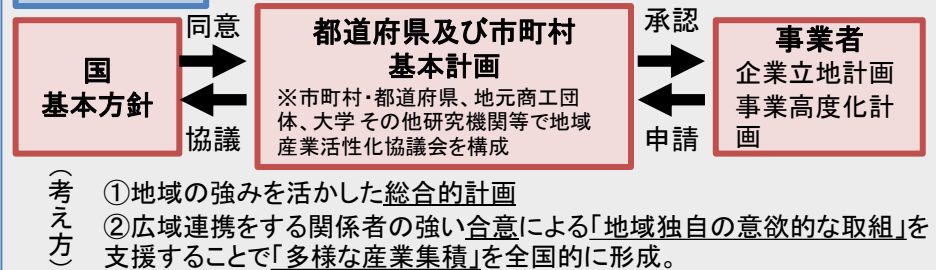 国
基本方針
同意
協議
都道府県及び市町村
基本計画
※市町村・都道府県、地元商工団
体、大学 その他研究機関等で地域
産業活性化協議会を構成
承認
申請
事業者
企業立地計画
事業高度化計
画
(考え方)
①地域の強みを活かした総合的計画
②広域連携をする関係者の強い合意による「地域独自の意欲的な取組」を
支援することで「多様な産業集積」を全国的に形成。